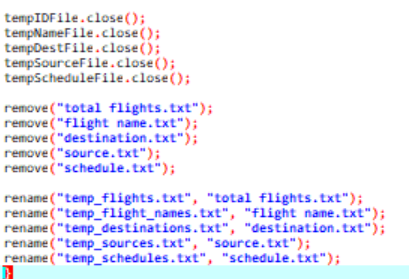 tempIDFile.close();
tempNameFile.close();
tempDestFile.close();
tempSourceFile.close();
tempScheduleFile.close();
remove("total flights.txt");
remove("flight name.txt");
remove("destination.txt");
remove("source.txt");
remove("schedule.txt");
rename("temp_flights.txt", "total flights.txt");
rename("temp_flight_names.txt", "flight name.txt");
rename("temp_destinations.txt", "destination.txt");
rename("temp_sources.txt", "source.txt");
rename("temp_schedules.txt", "schedule.txt");
}